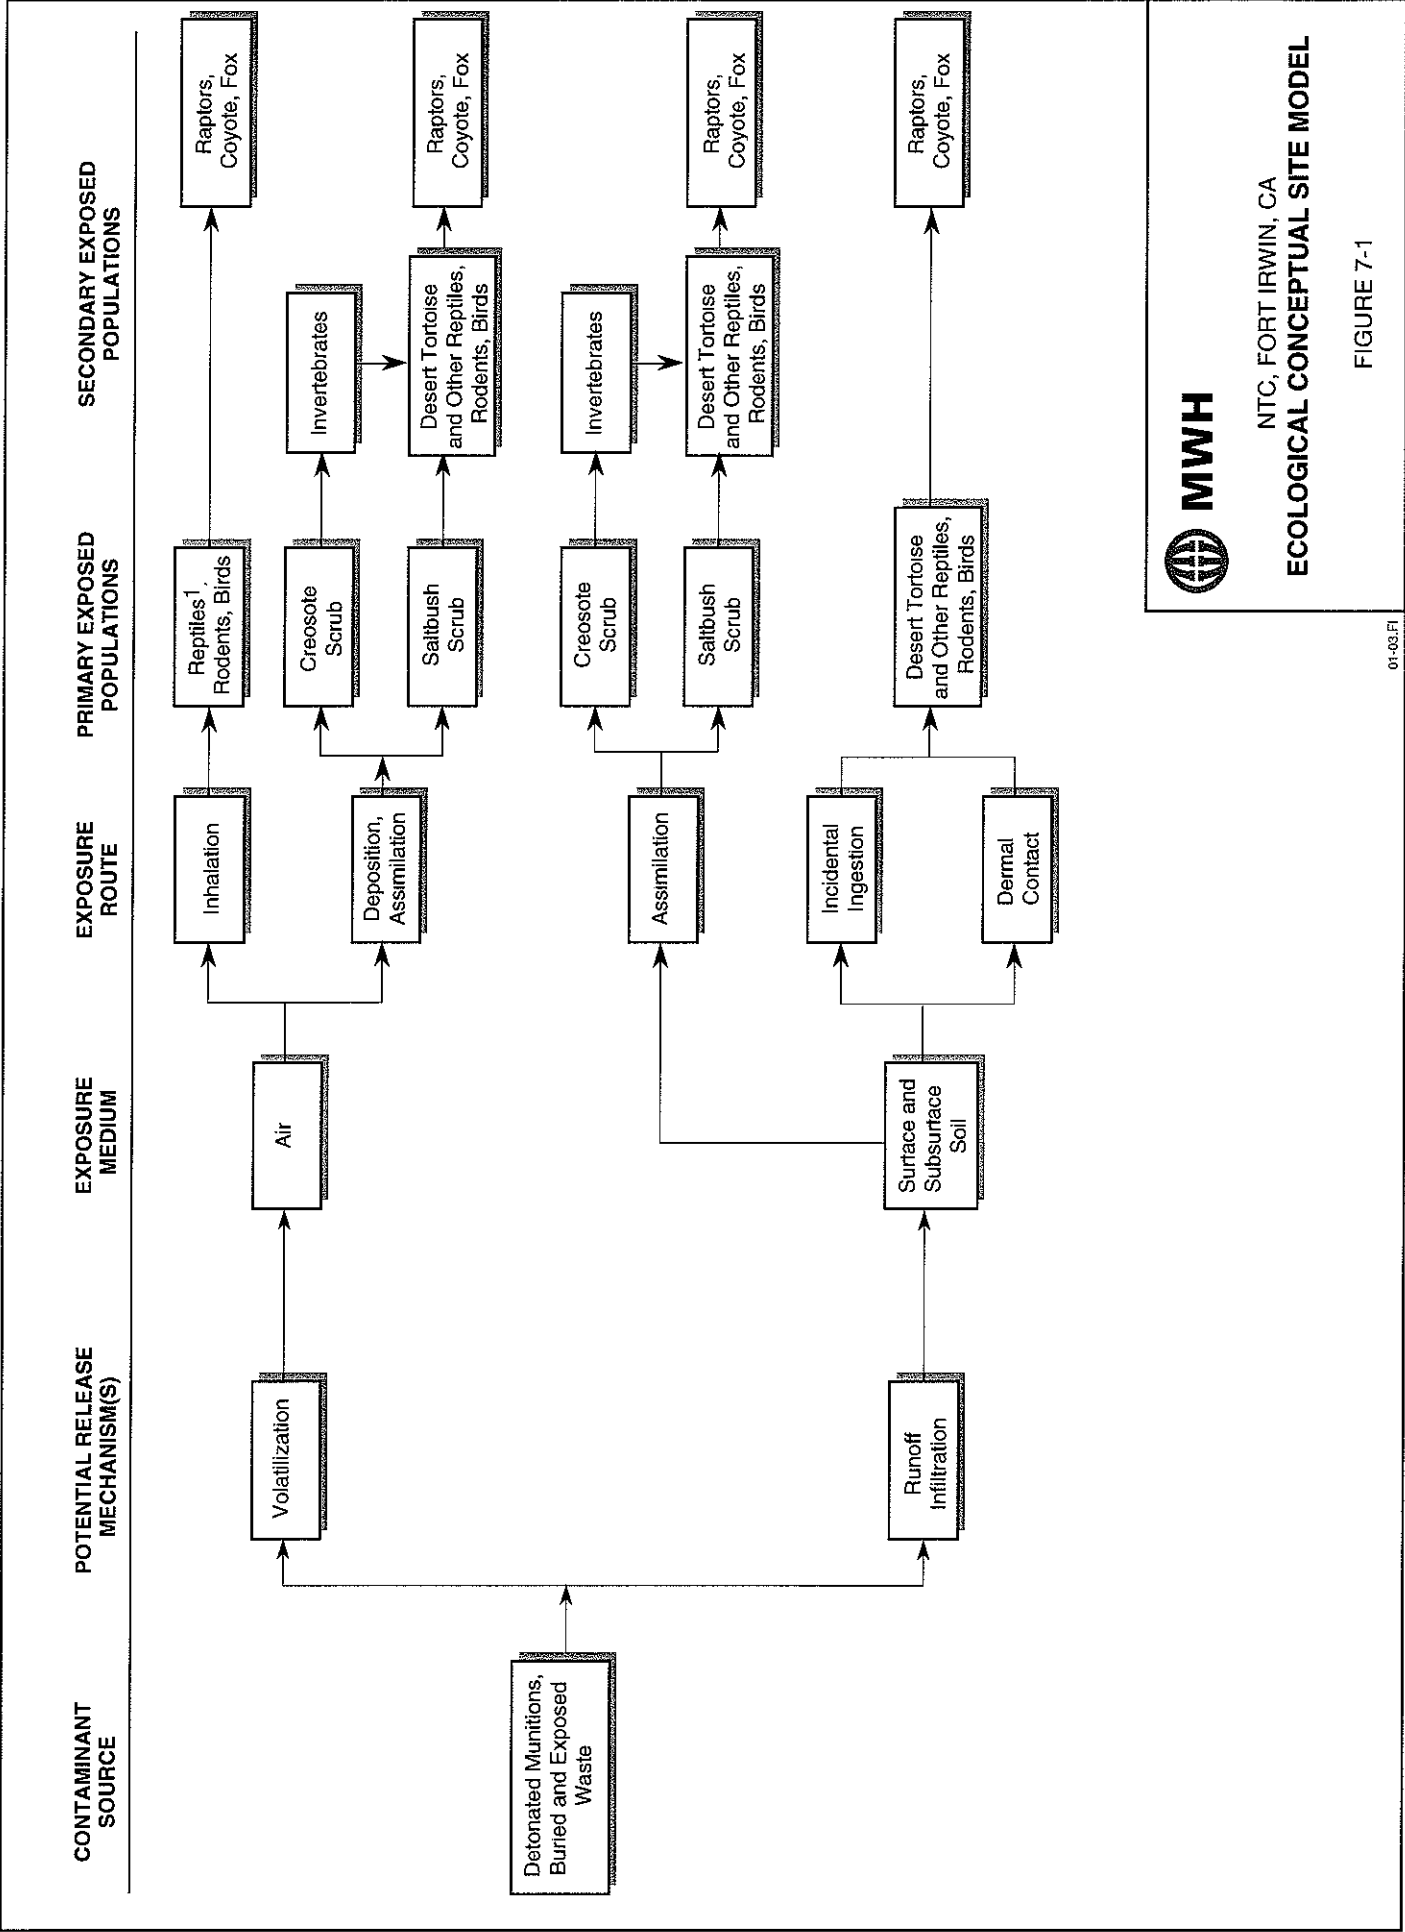 CONTAMINANT
SOURCE
POTENTIAL RELEASE
MECHANISM(S)
EXPOSURE
MEDIUM
EXPOSURE
ROUTE
PRIMARY EXPOSED
POPULATIONS
SECONDARY EXPOSED
POPULATIONS
Detonated Munitions,
Buried and Exposed
Waste
Volatilization
Air
Inhalation
Reptiles1,
Rodents, Birds
Raptors,
Coyote, Fox
Deposition,
Assimilation
Creosote
Scrub
Invertebrates
Saltbush
Scrub
Desert Tortoise
and Other Reptiles,
Rodents, Birds
Raptors,
Coyote, Fox
Runoff
Infiltration
Surface and
Subsurface
Soil
Assimilation
Creosote
Scrub
Invertebrates
Saltbush
Scrub
Desert Tortoise
and Other Reptiles,
Rodents, Birds
Raptors,
Coyote, Fox
Incidental
Ingestion
Dermal
Contact
Desert Tortoise
and Other Reptiles,
Rodents, Birds
Raptors,
Coyote, Fox
MWH
NTC, FORT IRWIN, CA
ECOLOGICAL CONCEPTUAL SITE MODEL
FIGURE 7-1
01-03.FI